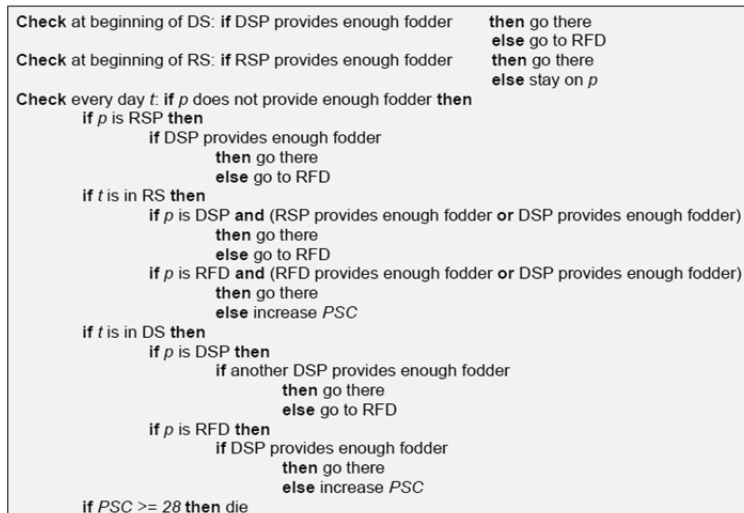 Check at beginning of DS: if DSP provides enough fodder then go there
else go to RFD
Check at beginning of RS: if RSP provides enough fodder then go there
else stay on p
Check every day t: if p does not provide enough fodder then
if p is RSP then
if DSP provides enough fodder
then go there
else go to RFD
if t is in RS then
if p is DSP and (RSP provides enough fodder or DSP provides enough fodder)
then go there
else go to RFD
if p is RFD and (RFD provides enough fodder or DSP provides enough fodder)
then go there
else increase PSC
if t is in DS then
if p is DSP then
if another DSP provides enough fodder
then go there
else go to RFD
if p is RFD then
if DSP provides enough fodder
then go there
else increase PSC
if PSC >= 28 then die